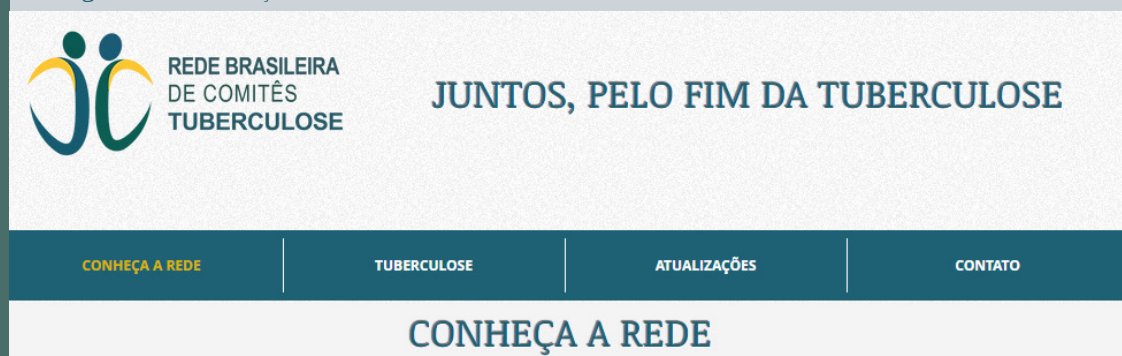 REDE BRASILEIRA
DE COMITÊS
TUBERCULOSE
JUNTOS, PELO FIM DA TUBERCULOSE
CONHEÇA A REDE
TUBERCULOSE
ATUALIZAÇÕES
CONTATO
CONHEÇA A REDE